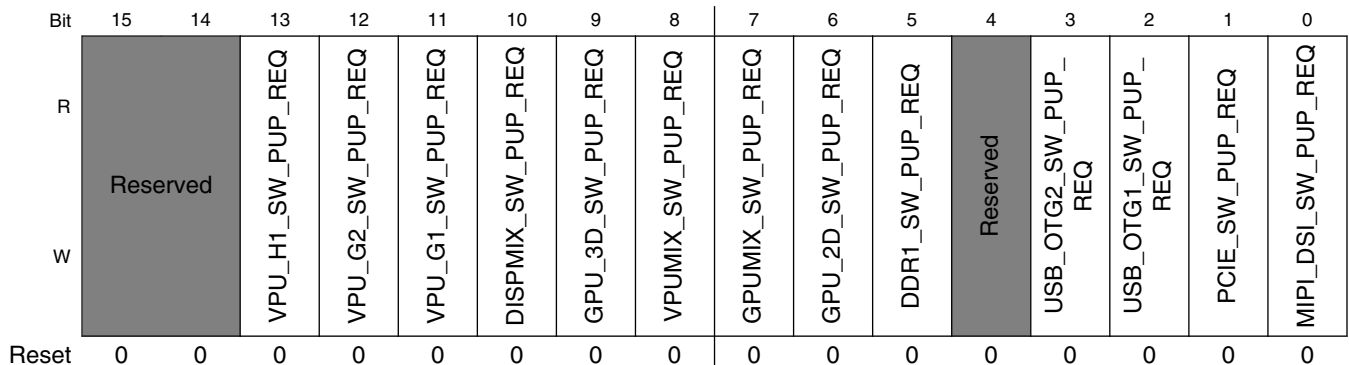 Bit 15 14 13 12 11 10 9 8 7 6 5 4 3 2 1 0
R
W
Reserved
VPU_H1_SW_PUP_REQ
VPU_G2_SW_PUP_REQ
VPU_G1_SW_PUP_REQ
DISPMIX_SW_PUP_REQ
GPU_3D_SW_PUP_REQ
VPUMIX_SW_PUP_REQ
GPUMIX_SW_PUP_REQ
GPU_2D_SW_PUP_REQ
DDR1_SW_PUP_REQ
Reserved
USB_OTG2_SW_PUP_
REQ
USB_OTG1_SW_PUP_
REQ
PCIE_SW_PUP_REQ
MIPI_DSI_SW_PUP_REQ
Reset 0 0 0 0 0 0 0 0 0 0 0 0 0 0 0 0